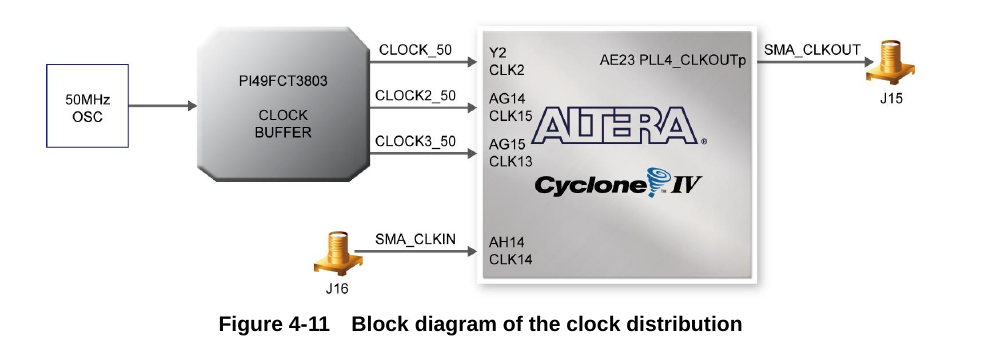 50MHz
OSC
PI49FCT3803
CLOCK
BUFFER
CLOCK_50
CLOCK2_50
CLOCK3_50
Y2
CLK2
AG14
CLK15
AG15
CLK13
AE23 PLL4_CLKOUTp
ALTERA®
Cyclone™ IV
SMA_CLKOUT
J15
J16
SMA_CLKIN
AH14
CLK14
Figure 4-11 Block diagram of the clock distribution